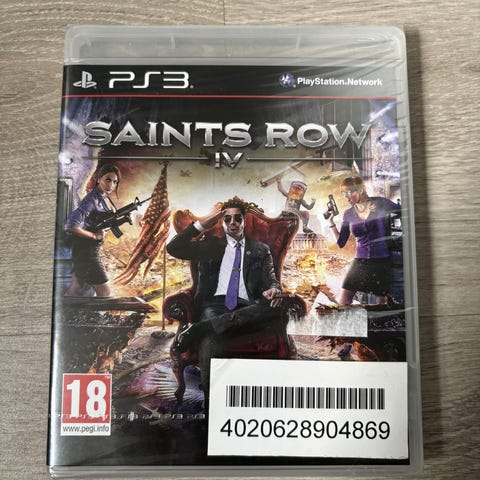 PS3
PlayStation®Network
SAINTS ROW
IV
18
www.pegi.info
4020628904869